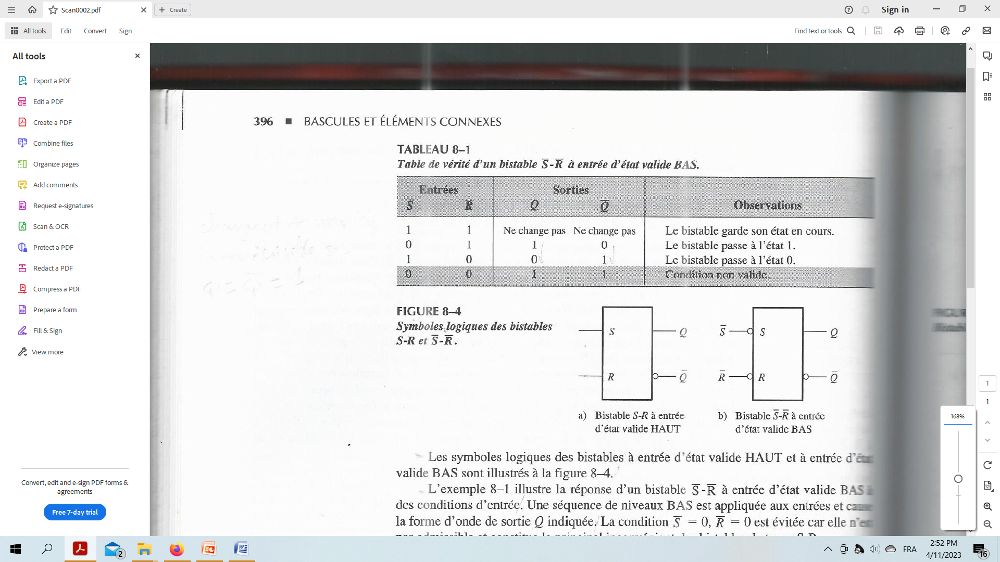 Scan0002.pdf
Create
Sign in
All tools
Edit
Convert
Sign
Find text or tools
All tools
Export a PDF
Edit a PDF
Create a PDF
Combine files
Organize pages
Add comments
Request e-signatures
Scan & OCR
Protect a PDF
Redact a PDF
Compress a PDF
Prepare a form
Fill & Sign
View more
Convert, edit and e-sign PDF forms & agreements
Free 7-day trial
396 ■ BASCULES ET ÉLÉMENTS CONNEXES
TABLEAU 8–1
Table de vérité d'un bistable S̅-R̅ à entrée d'état valide BAS.
Entrées Sorties
S̅ R̅ Q Q̅ Observations
1 1 Ne change pas Ne change pas Le bistable garde son état en cours.
0 1 1 0 Le bistable passe à l'état 1.
1 0 0 1 Le bistable passe à l'état 0.
0 0 1 1 Condition non valide.
FIGURE 8–4
Symboles logiques des bistables
S-R et S̅-R̅.
S Q
R Q̅
S̅ S Q
R̅ R Q̅
a) Bistable S-R à entrée
d'état valide HAUT
b) Bistable S̅-R̅ à entrée
d'état valide BAS
Les symboles logiques des bistables à entrée d'état valide HAUT et à entrée d'état
valide BAS sont illustrés à la figure 8–4.
L'exemple 8–1 illustre la réponse d'un bistable S̅-R̅ à entrée d'état valide BAS à
des conditions d'entrée. Une séquence de niveaux BAS est appliquée aux entrées et cause
la forme d'onde de sortie Q indiquée. La condition S̅ = 0, R̅ = 0 est évitée car elle n'est
1
1
168%
2
FRA
2:52 PM
4/11/2023
16